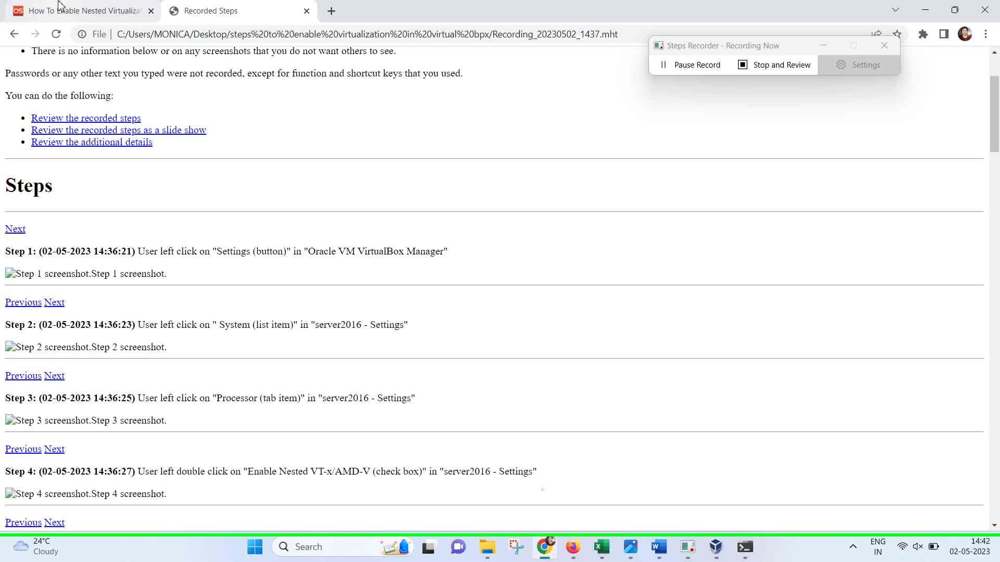 How To Enable Nested Virtualiza
Recorded Steps
File
C:/Users/MONICA/Desktop/steps%20to%20enable%20virtualization%20in%20virtual%20bpx/Recording_20230502_1437.mht
Steps Recorder - Recording Now
Pause Record
Stop and Review
Settings
There is no information below or on any screenshots that you do not want others to see.
Passwords or any other text you typed were not recorded, except for function and shortcut keys that you used.
You can do the following:
Review the recorded steps
Review the recorded steps as a slide show
Review the additional details
Steps
Next
Step 1: (02-05-2023 14:36:21) User left click on "Settings (button)" in "Oracle VM VirtualBox Manager"
Step 1 screenshot.Step 1 screenshot.
Previous Next
Step 2: (02-05-2023 14:36:23) User left click on " System (list item)" in "server2016 - Settings"
Step 2 screenshot.Step 2 screenshot.
Previous Next
Step 3: (02-05-2023 14:36:25) User left click on "Processor (tab item)" in "server2016 - Settings"
Step 3 screenshot.Step 3 screenshot.
Previous Next
Step 4: (02-05-2023 14:36:27) User left double click on "Enable Nested VT-x/AMD-V (check box)" in "server2016 - Settings"
Step 4 screenshot.Step 4 screenshot.
Previous Next
24°C
Cloudy
Search
ENG
IN
14:42
02-05-2023